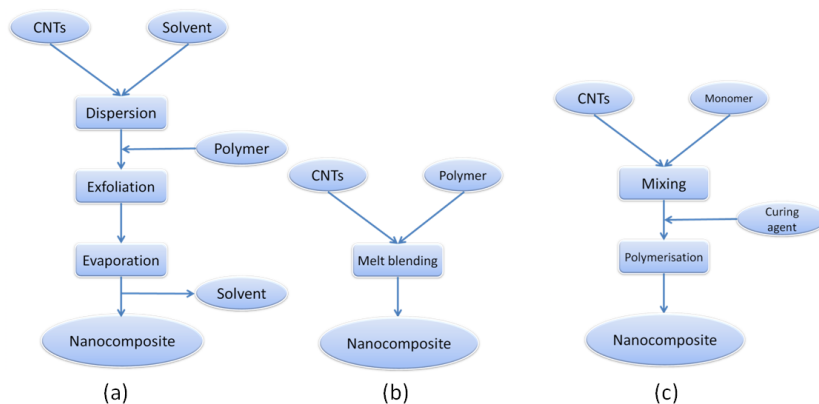 CNTs
Solvent
Dispersion
Polymer
Exfoliation
Evaporation
Solvent
Nanocomposite
(a)
CNTs
Polymer
Melt blending
Nanocomposite
(b)
CNTs
Monomer
Mixing
Curing
agent
Polymerisation
Nanocomposite
(c)